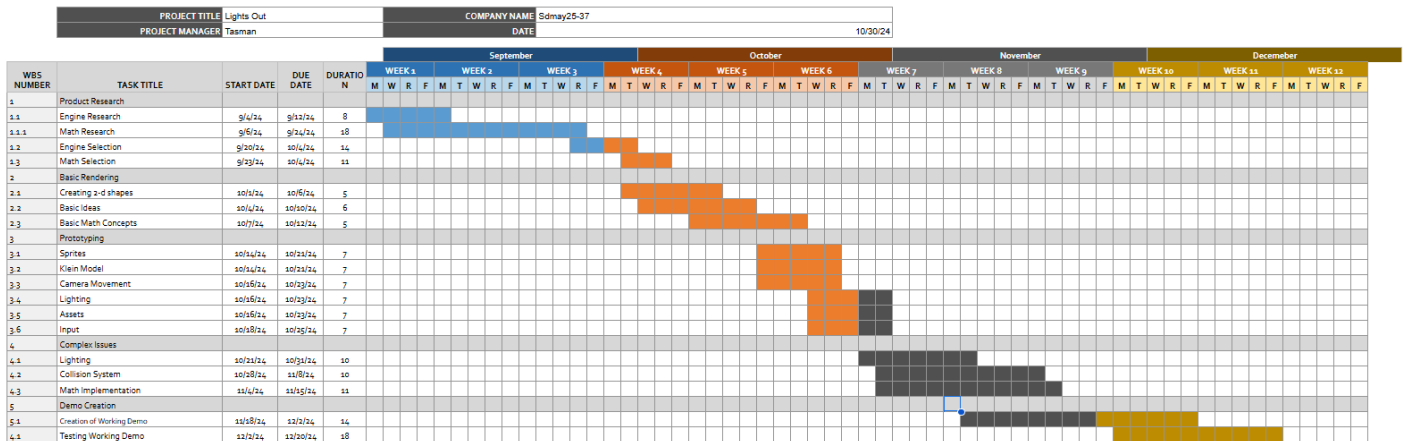 PROJECT TITLE Lights Out COMPANY NAME Sdmay25-37
PROJECT MANAGER Tasman DATE 10/30/24
September October November Decemeber
WBS NUMBER TASK TITLE START DATE DUE DATE DURATION WEEK 1 WEEK 2 WEEK 3 WEEK 4 WEEK 5 WEEK 6 WEEK 7 WEEK 8 WEEK 9 WEEK 10 WEEK 11 WEEK 12
M W R F M T W R F M T W R F M T W R F M T W R F M T W R F M T W R F M T W R F M T W R F M T W R F M T W R F M T W R F
1 Product Research
1.1 Engine Research 9/4/24 9/12/24 8
1.1.1 Math Research 9/6/24 9/24/24 18
1.2 Engine Selection 9/20/24 10/4/24 14
1.3 Math Selection 9/23/24 10/4/24 11
2 Basic Rendering
2.1 Creating 2-d shapes 10/1/24 10/6/24 5
2.2 Basic Ideas 10/4/24 10/10/24 6
2.3 Basic Math Concepts 10/7/24 10/12/24 5
3 Prototyping
3.1 Sprites 10/14/24 10/21/24 7
3.2 Klein Model 10/14/24 10/21/24 7
3.3 Camera Movement 10/16/24 10/23/24 7
3.4 Lighting 10/16/24 10/23/24 7
3.5 Assets 10/16/24 10/23/24 7
3.6 Input 10/18/24 10/25/24 7
4 Complex Issues
4.1 Lighting 10/21/24 10/31/24 10
4.2 Collision System 10/28/24 11/8/24 10
4.3 Math Implementation 11/4/24 11/15/24 11
5 Demo Creation
5.1 Creation of Working Demo 11/18/24 12/2/24 14
4.1 Testing Working Demo 12/2/24 12/20/24 18